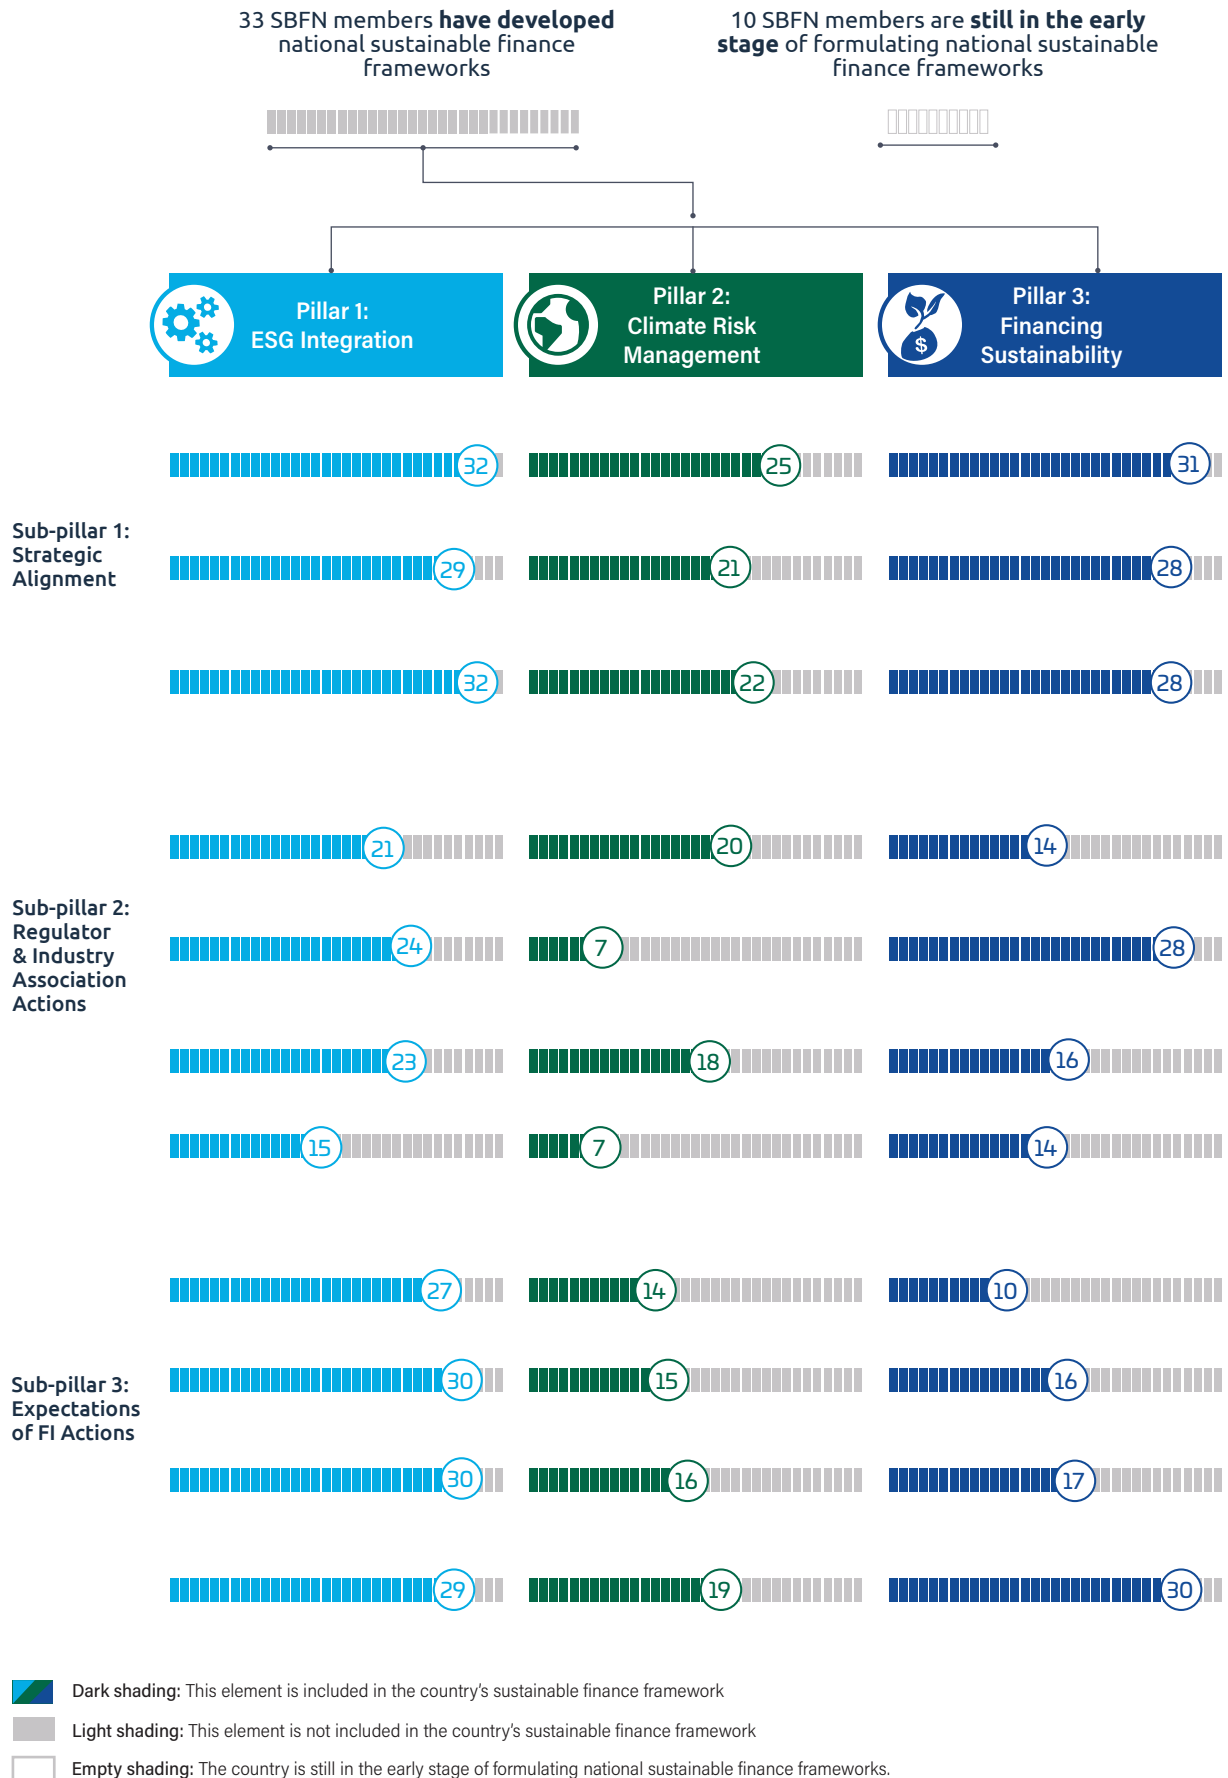 33 SBFN members have developed
national sustainable finance
frameworks
10 SBFN members are still in the early
stage of formulating national sustainable
finance frameworks
Pillar 1:
ESG Integration
Pillar 2:
Climate Risk
Management
$
Pillar 3:
Financing
Sustainability
32
25
31
Sub-pillar 1:
Strategic
Alignment
29
21
28
32
22
28
21
20
14
Sub-pillar 2:
Regulator
& Industry
Association
Actions
24
7
28
23
18
16
15
7
14
27
14
10
Sub-pillar 3:
Expectations
of FI Actions
30
15
16
30
16
17
29
19
30
Dark shading: This element is included in the country's sustainable finance framework
Light shading: This element is not included in the country's sustainable finance framework
Empty shading: The country is still in the early stage of formulating national sustainable finance frameworks.